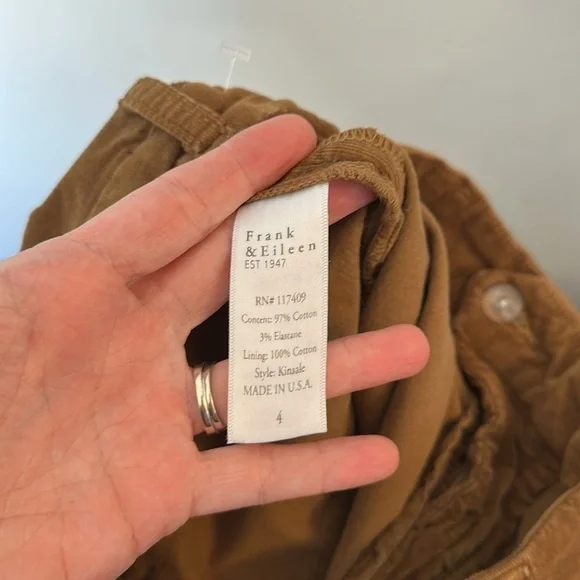 Frank
& Eileen
EST 1947
RN# 117409
Content: 97% Cotton
3% Elastane
Lining: 100% Cotton
Style: Kinsale
MADE IN U.S.A.
4